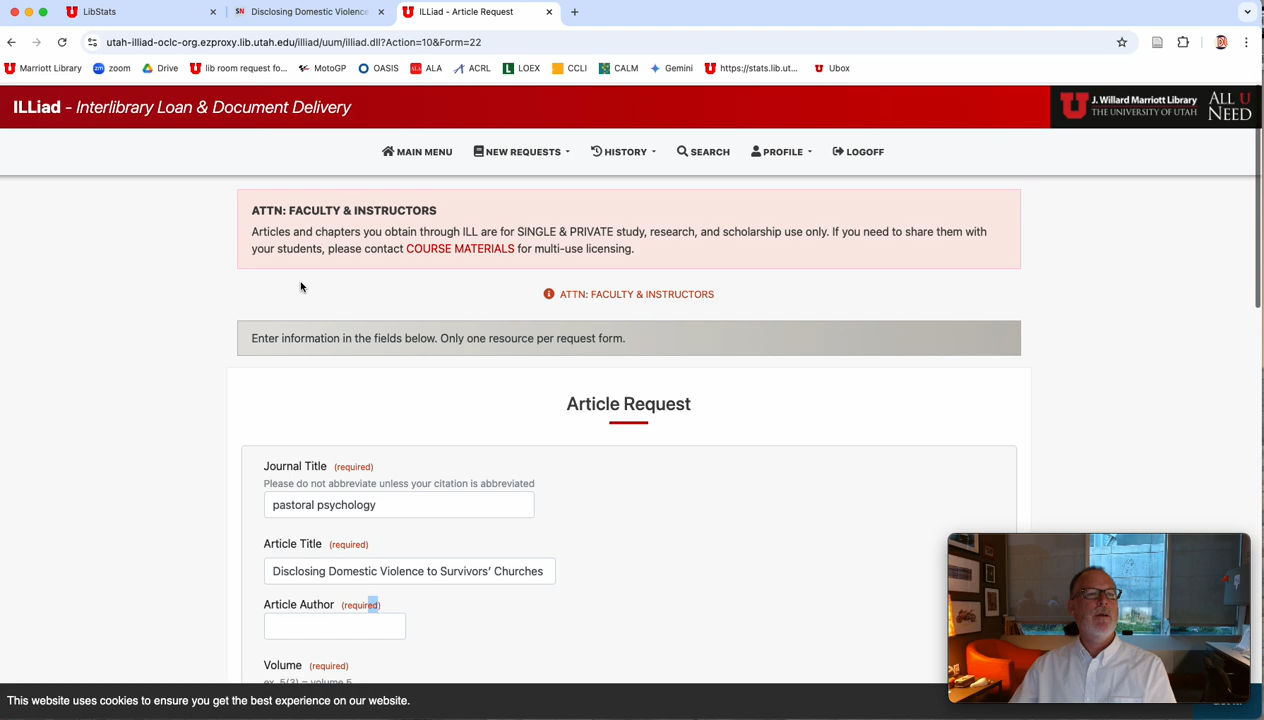 LibStats
Disclosing Domestic Violence
ILLiad - Article Request
utah-illiad-oclc-org.ezproxy.lib.utah.edu/illiad/uum/illiad.dll?Action=10&Form=22
Marriott Library zoom Drive lib room request fo... MotoGP OASIS ALA ACRL LOEX CCLI CALM Gemini https://stats.lib.ut... Ubox
ILLiad - Interlibrary Loan & Document Delivery
J. Willard Marriott Library
THE UNIVERSITY OF UTAH
ALL U
NEED
MAIN MENU NEW REQUESTS HISTORY SEARCH PROFILE LOGOFF
ATTN: FACULTY & INSTRUCTORS
Articles and chapters you obtain through ILL are for SINGLE & PRIVATE study, research, and scholarship use only. If you need to share them with
your students, please contact COURSE MATERIALS for multi-use licensing.
ATTN: FACULTY & INSTRUCTORS
Enter information in the fields below. Only one resource per request form.
Article Request
Journal Title (required)
Please do not abbreviate unless your citation is abbreviated
pastoral psychology
Article Title (required)
Disclosing Domestic Violence to Survivors' Churches
Article Author (required)
Volume (required)
ex. 5(3) = volume 5
This website uses cookies to ensure you get the best experience on our website.